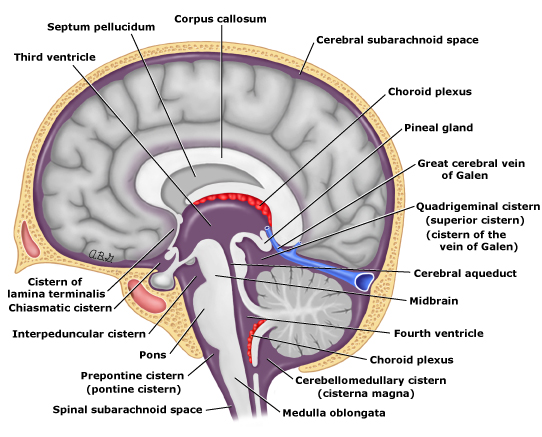 Corpus callosum
Septum pellucidum
Third ventricle
Cerebral subarachnoid space
Choroid plexus
Pineal gland
Great cerebral vein
of Galen
Quadrigeminal cistern
(superior cistern)
(cistern of the
vein of Galen)
Cerebral aqueduct
Midbrain
Fourth ventricle
Choroid plexus
Cerebellomedullary cistern
(cisterna magna)
Medulla oblongata
Cistern of
lamina terminalis
Chiasmatic cistern
Interpeduncular cistern
Pons
Prepontine cistern
(pontine cistern)
Spinal subarachnoid space